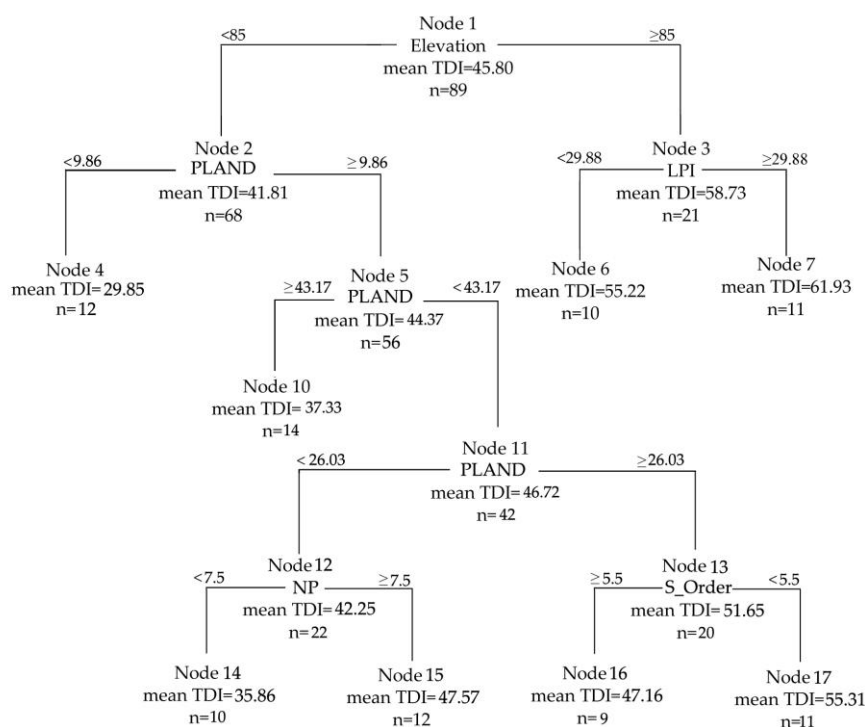 Node 1
<85
Elevation
≥85
mean TDI=45.80
n=89
Node 2
<9.86
PLAND
≥9.86
mean TDI=41.81
n=68
Node 3
<29.88
LPI
≥29.88
mean TDI=58.73
n=21
Node 4
mean TDI=29.85
n=12
Node 5
≥43.17
PLAND
<43.17
mean TDI=44.37
n=56
Node 6
mean TDI=55.22
n=10
Node 7
mean TDI=61.93
n=11
Node 10
mean TDI=37.33
n=14
Node 11
<26.03
PLAND
≥26.03
mean TDI=46.72
n=42
Node 12
<7.5
NP
≥7.5
mean TDI=42.25
n=22
Node 13
≥5.5
S_Order
<5.5
mean TDI=51.65
n=20
Node 14
mean TDI=35.86
n=10
Node 15
mean TDI=47.57
n=12
Node 16
mean TDI=47.16
n=9
Node 17
mean TDI=55.31
n=11